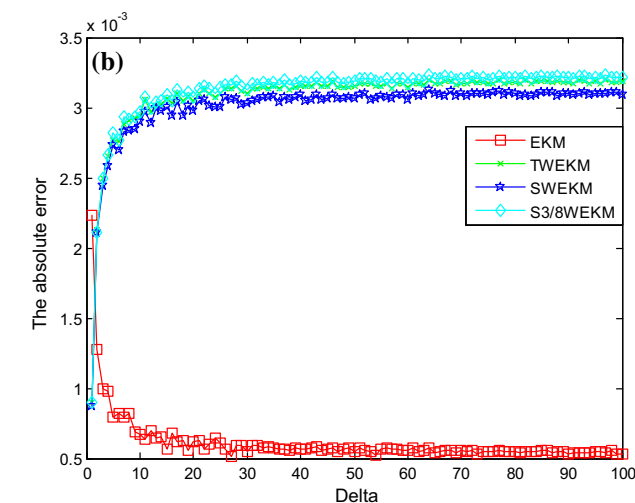 x 10⁻³
(b)
3.5
3
2.5
2
1.5
1
0.5
The absolute error
EKM
TWEKM
SWEKM
S3/8WEKM
0 10 20 30 40 50 60 70 80 90 100
Delta